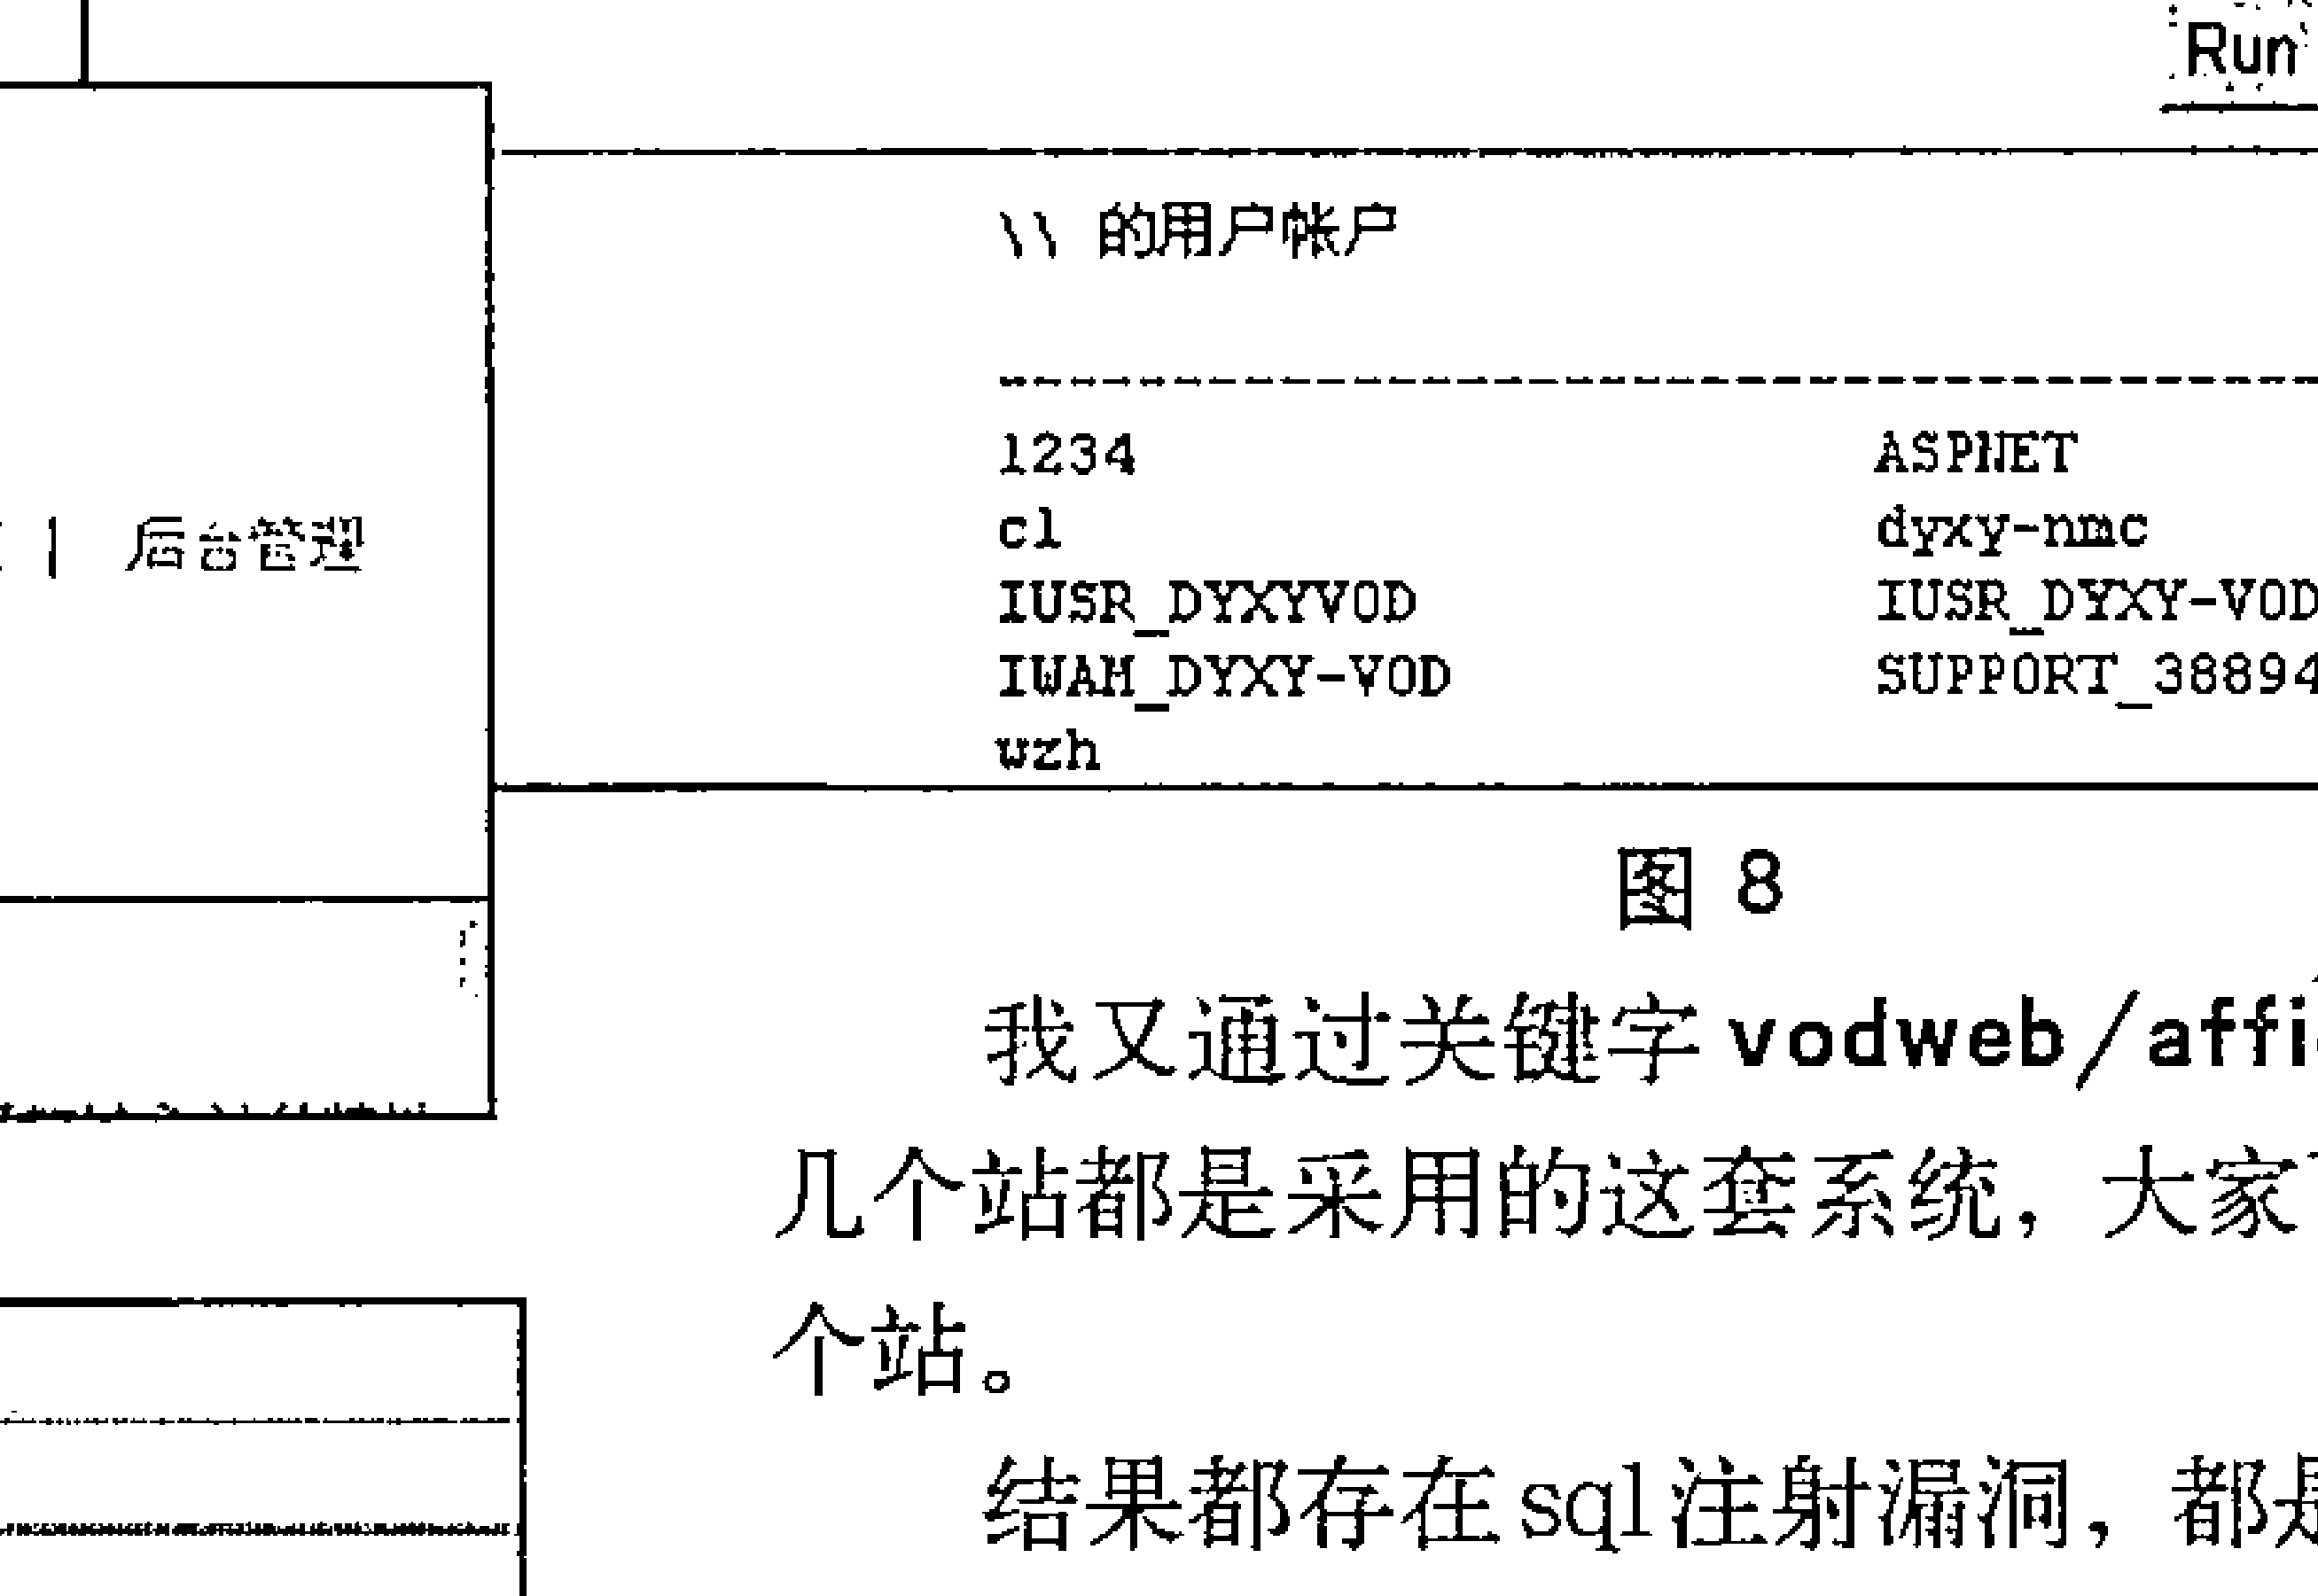 Run
\\ 的用户帐户
1234 ASPNET
cl dyxy-nmc
IUSR_DYXYVOD IUSR_DYXY-VOD
IWAM_DYXY-VOD SUPPORT_38894
wzh
| 后台管理
图 8
我又通过关键字 vodweb/affi
几个站都是采用的这套系统，大家
个站。
结果都存在sql注射漏洞，都是